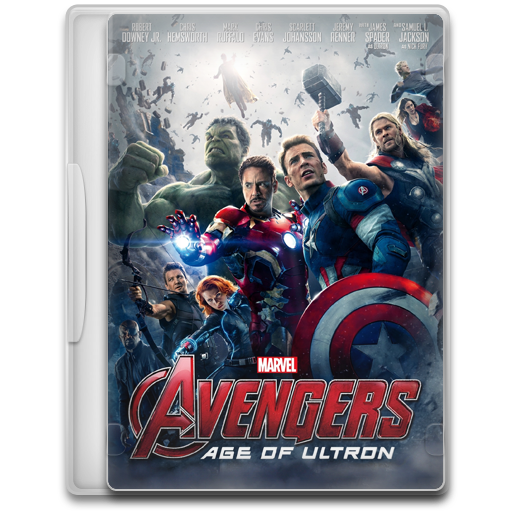 ROBERT CHRIS MARK CHRIS SCARLETT JEREMY JAMES SAMUEL L.
DOWNEY JR. HEMSWORTH RUFFALO EVANS JOHANSSON RENNER SPADER JACKSON
MARVEL
AVENGERS
AGE OF ULTRON